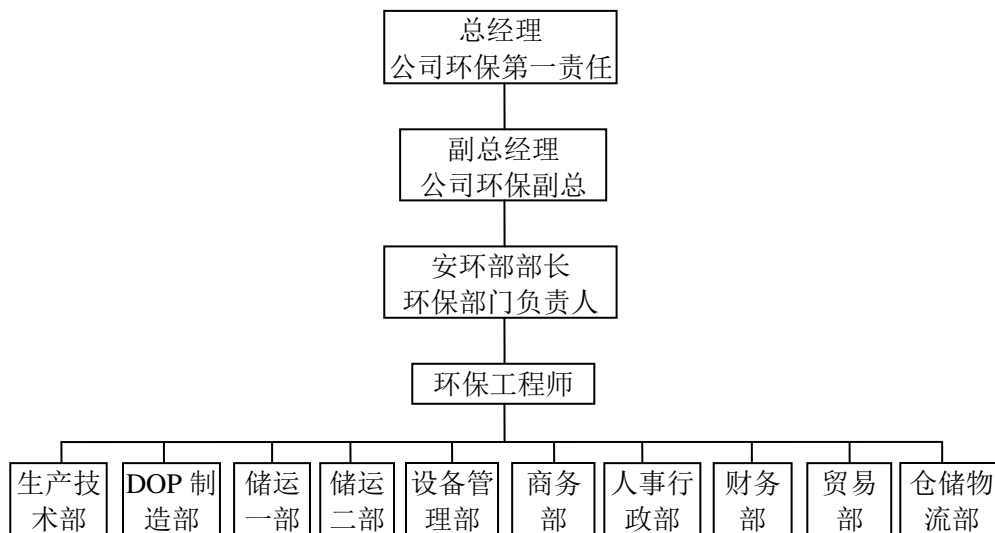 总经理
公司环保第一责任
副总经理
公司环保副总
安环部部长
环保部门负责人
环保工程师
生产技
术部
DOP 制
造部
储运
一部
储运
二部
设备管
理部
商务
部
人事行
政部
财务
部
贸易
部
仓储物
流部